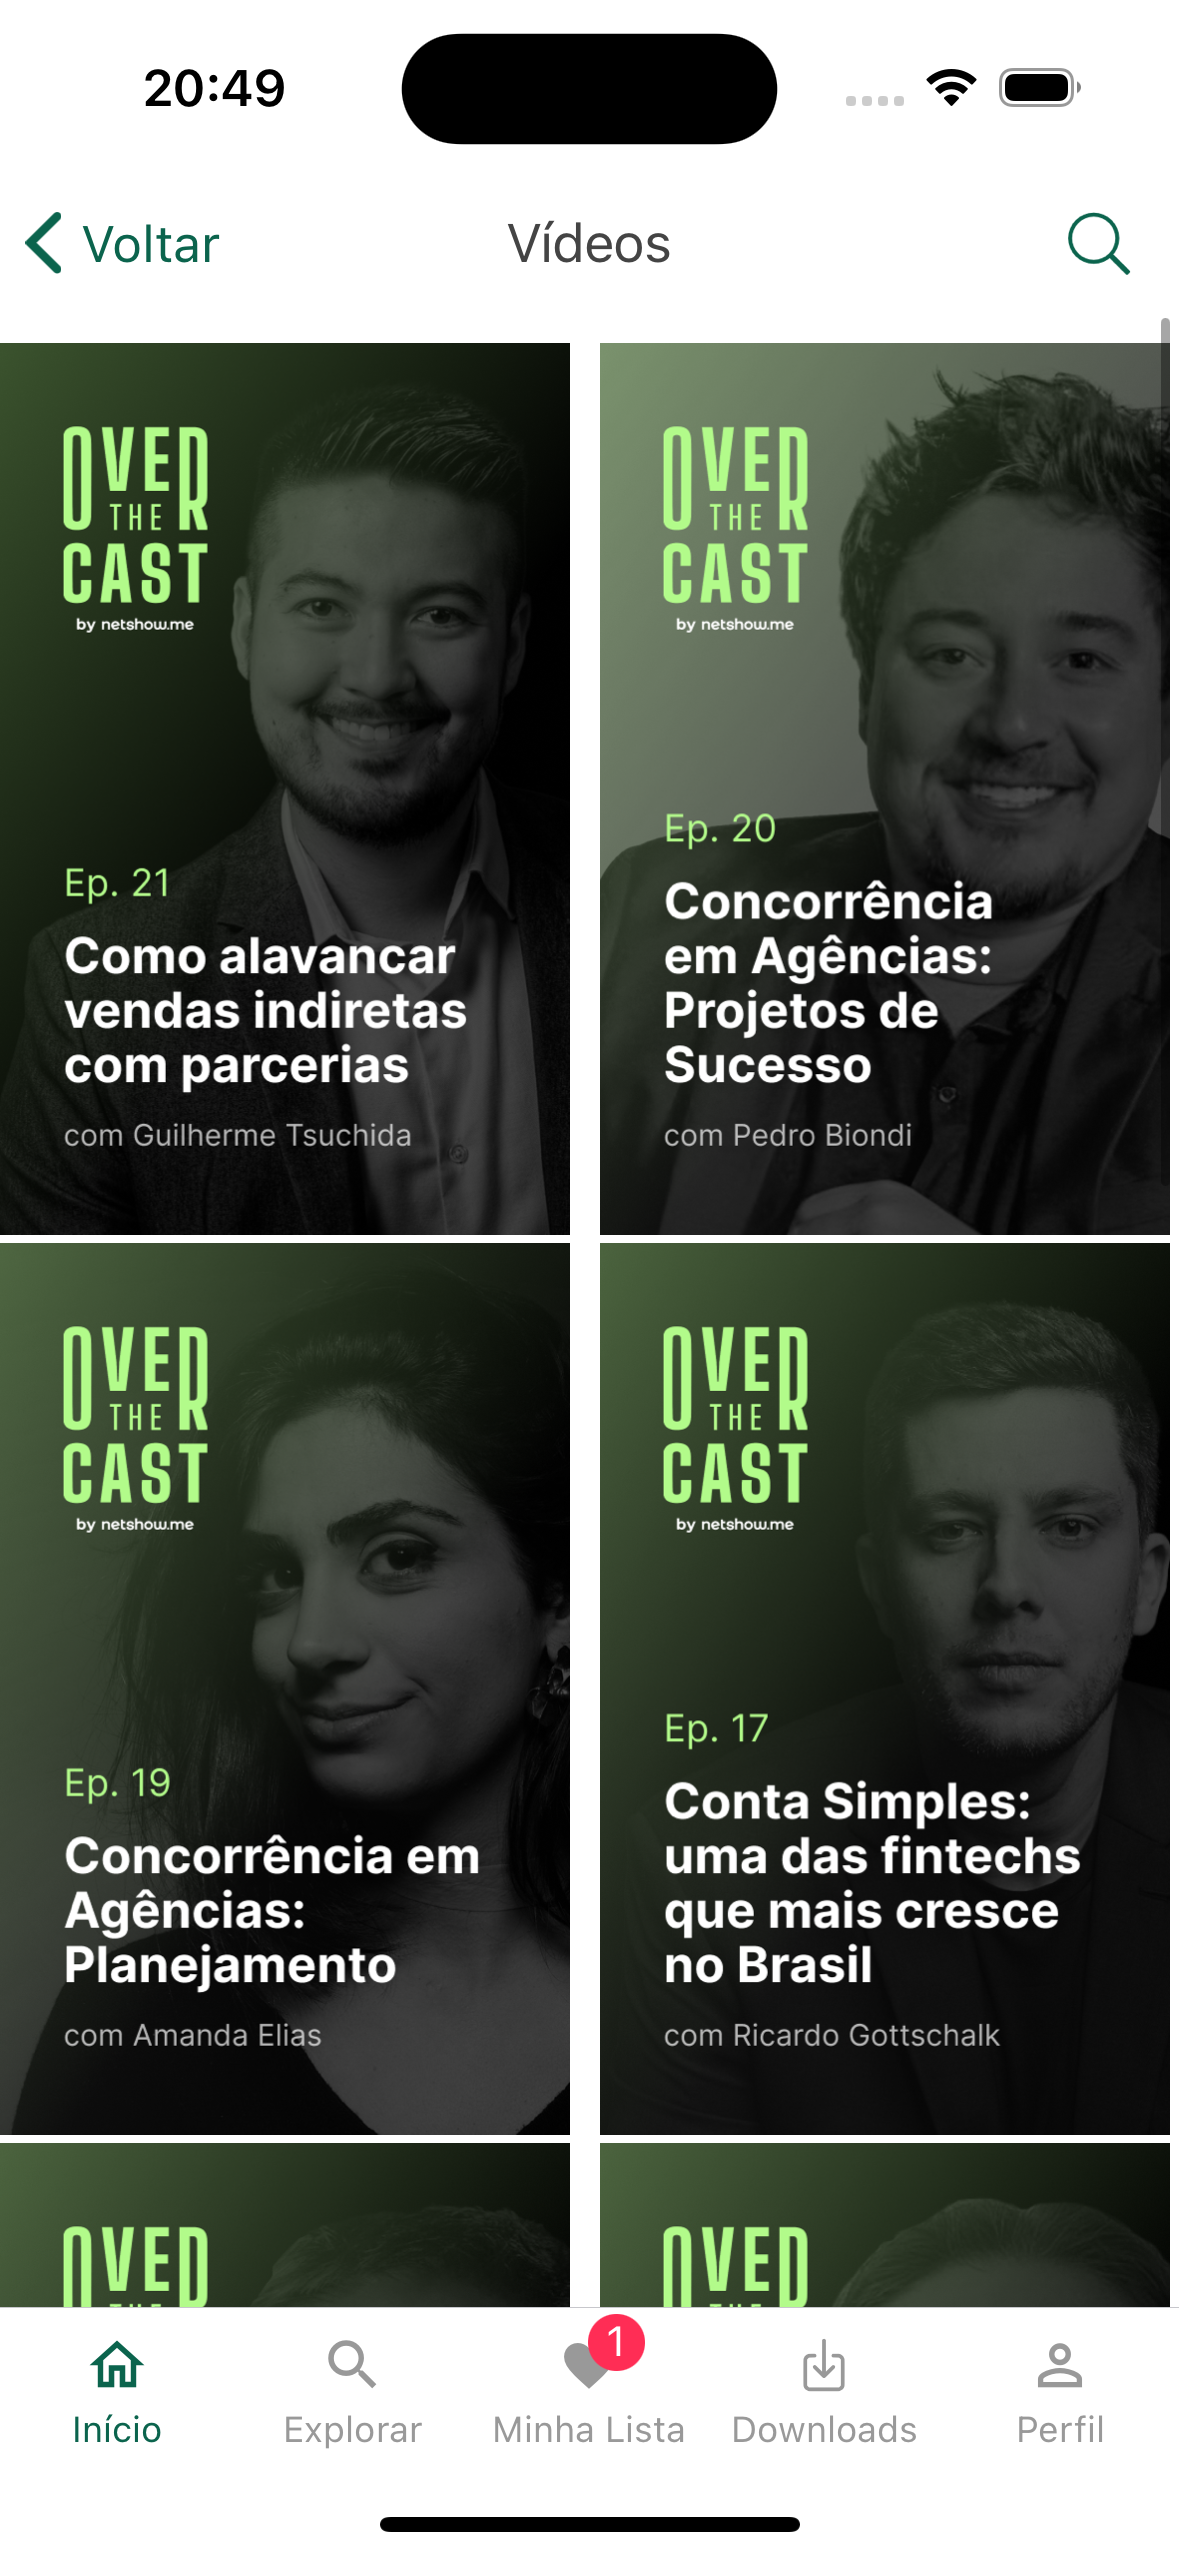 20:49
Voltar
Vídeos
OVER
THE
CAST
by netshow.me
Ep. 21
Como alavancar
vendas indiretas
com parcerias
com Guilherme Tsuchida
OVER
THE
CAST
by netshow.me
Ep. 20
Concorrência
em Agências:
Projetos de
Sucesso
com Pedro Biondi
OVER
THE
CAST
by netshow.me
Ep. 19
Concorrência em
Agências:
Planejamento
com Amanda Elias
OVER
THE
CAST
by netshow.me
Ep. 17
Conta Simples:
uma das fintechs
que mais cresce
no Brasil
com Ricardo Gottschalk
OVER
THE
OVER
THE
1
Início
Explorar
Minha Lista
Downloads
Perfil